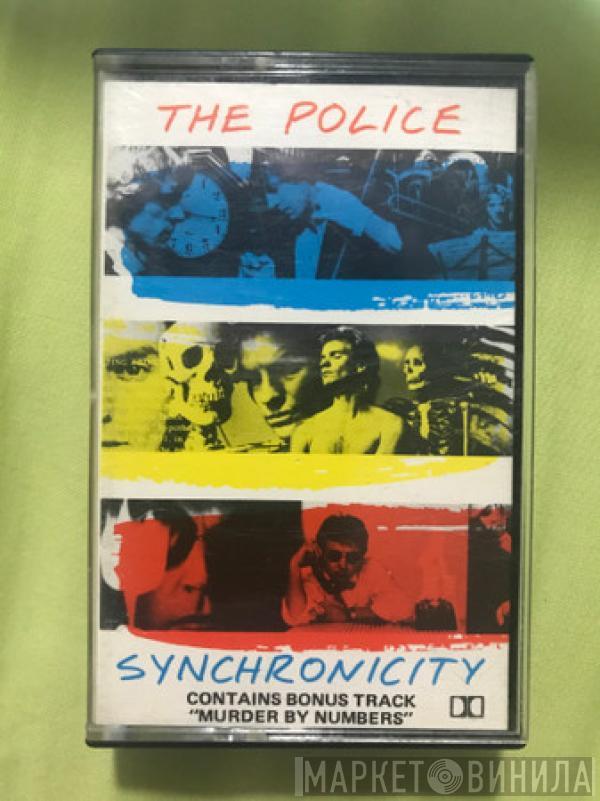 THE POLICE
SYNCHRONICITY
CONTAINS BONUS TRACK
"MURDER BY NUMBERS"
МАРКЕТ ВИНИЛА